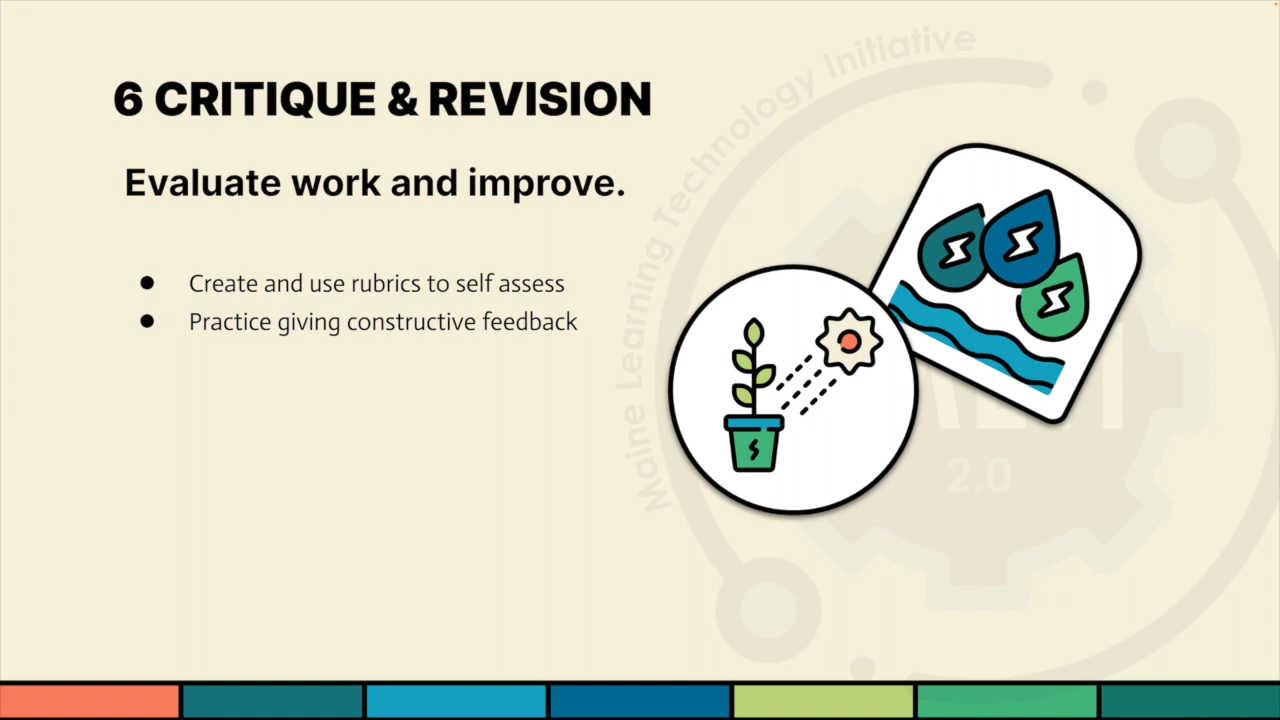 6 CRITIQUE & REVISION
Evaluate work and improve.
● Create and use rubrics to self assess
● Practice giving constructive feedback
Maine Learning Technology Initiative
2.0